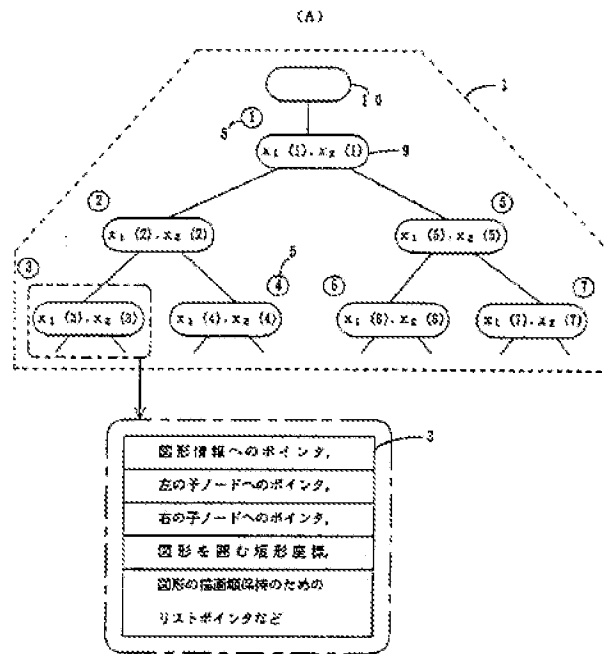 (A)
1
10
①
6
x₁ (1). x₂ (1)
9
②
⑤
x₁ (2). x₂ (2)
x₁ (5). x₂ (5)
③
5
④
⑥
⑦
x₁ (3). x₂ (3)
x₁ (4). x₂ (4)
x₁ (6). x₂ (6)
x₁ (7). x₂ (7)
3
図形情報へのポインタ,
左の子ノードへのポインタ,
右の子ノードへのポインタ,
図形を囲む矩形座標,
図形の描画順保持のための
リストポインタなど